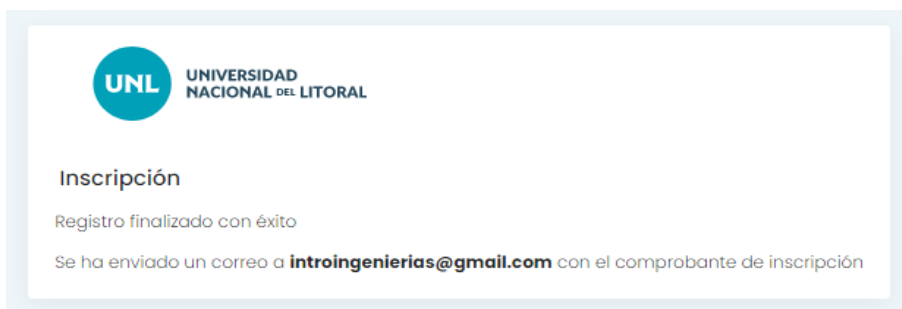 UNL
UNIVERSIDAD
NACIONAL DEL LITORAL
Inscripción
Registro finalizado con éxito
Se ha enviado un correo a introingenierias@gmail.com con el comprobante de inscripción